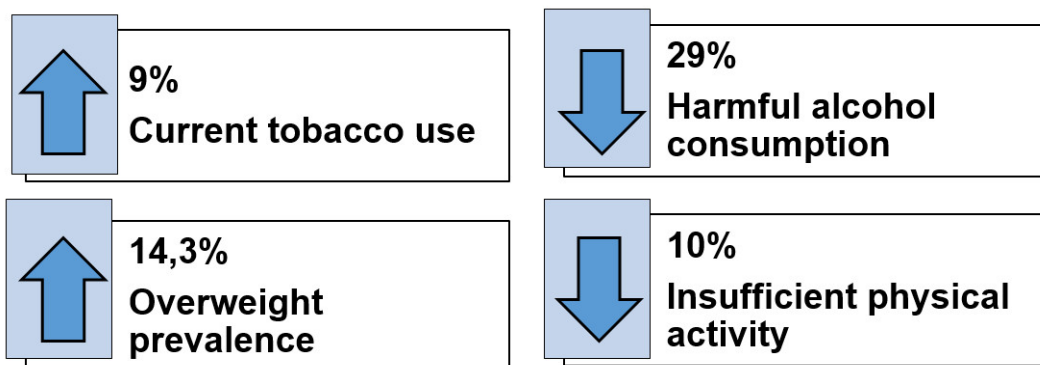 9%
Current tobacco use
29%
Harmful alcohol
consumption
14,3%
Overweight
prevalence
10%
Insufficient physical
activity